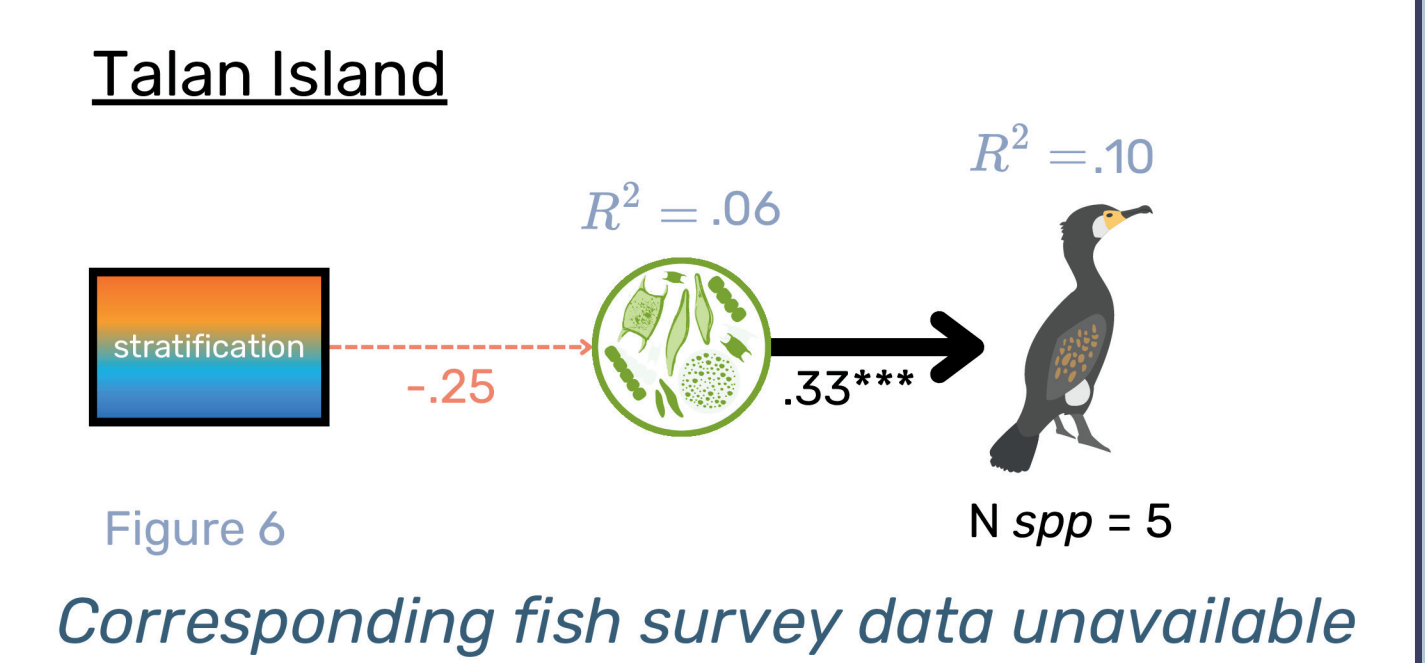 Talan Island
R² = .10
R² = .06
stratification
-.25
.33***
Figure 6
N spp = 5
Corresponding fish survey data unavailable